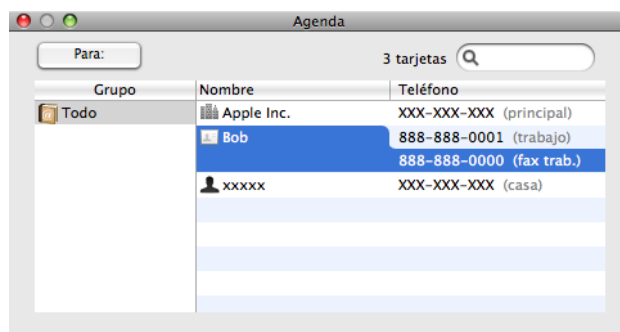 Agenda
Para:
3 tarjetas
Grupo Nombre Teléfono
Todo Apple Inc. XXX-XXX-XXX (principal)
Bob 888-888-0001 (trabajo)
888-888-0000 (fax trab.)
xxxxx XXX-XXX-XXX (casa)